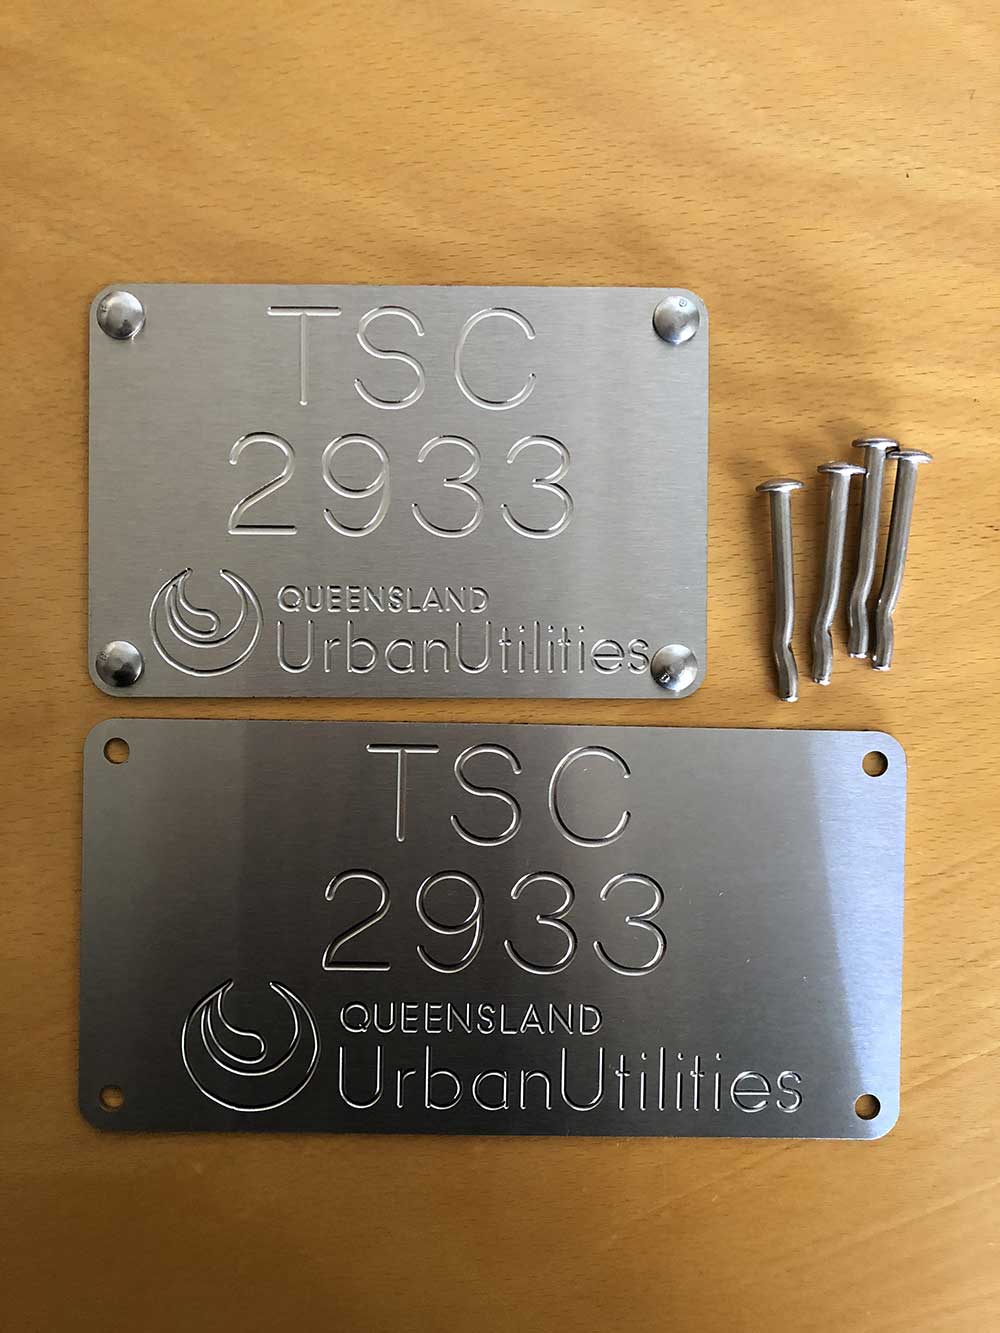 TSC
2933
QUEENSLAND
UrbanUtilities
TSC
2933
QUEENSLAND
UrbanUtilities